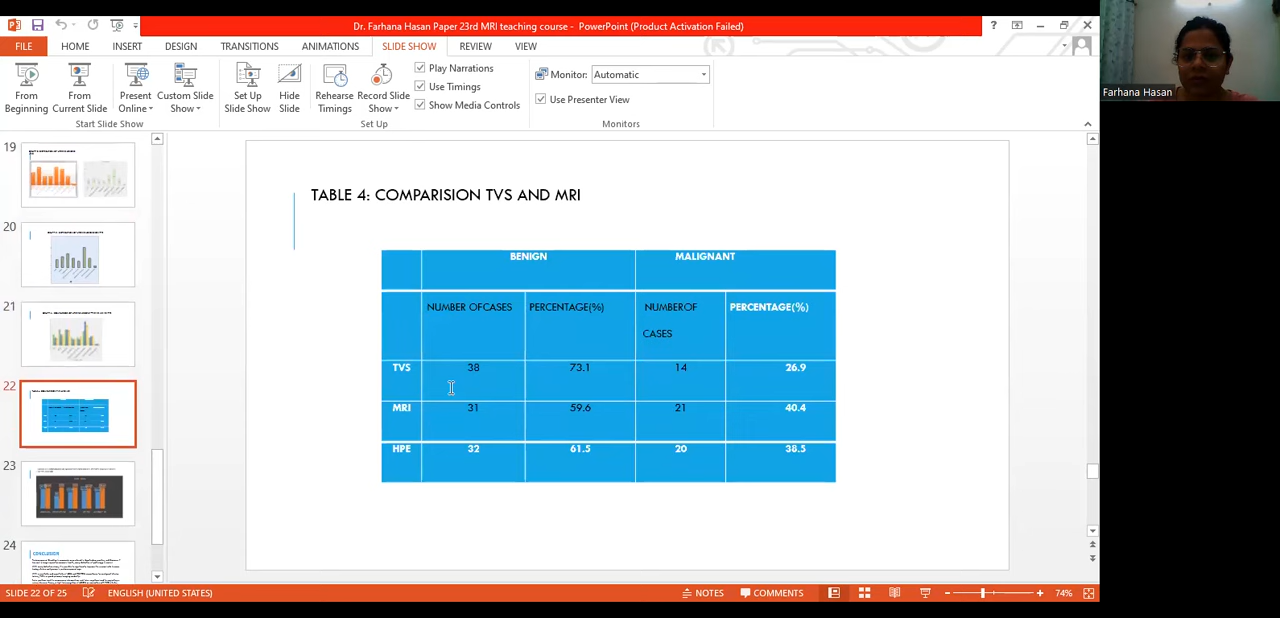 Dr. Farhana Hasan Paper 23rd MRI teaching course - PowerPoint (Product Activation Failed)
FILE HOME INSERT DESIGN TRANSITIONS ANIMATIONS SLIDE SHOW REVIEW VIEW
From Beginning
From Current Slide
Present Online
Custom Slide Show
Set Up Slide Show
Hide Slide
Rehearse Timings
Record Slide Show
Play Narrations
Use Timings
Show Media Controls
Monitor: Automatic
Use Presenter View
Start Slide Show
Set Up
Monitors
Farhana Hasan
19
20
21
22
23
24
CONCLUSION
TABLE 4: COMPARISION TVS AND MRI
BENIGN MALIGNANT
NUMBER OFCASES PERCENTAGE(%) NUMBEROF CASES PERCENTAGE(%)
TVS 38 73.1 14 26.9
MRI 31 59.6 21 40.4
HPE 32 61.5 20 38.5
SLIDE 22 OF 25 ENGLISH (UNITED STATES) NOTES COMMENTS 74%